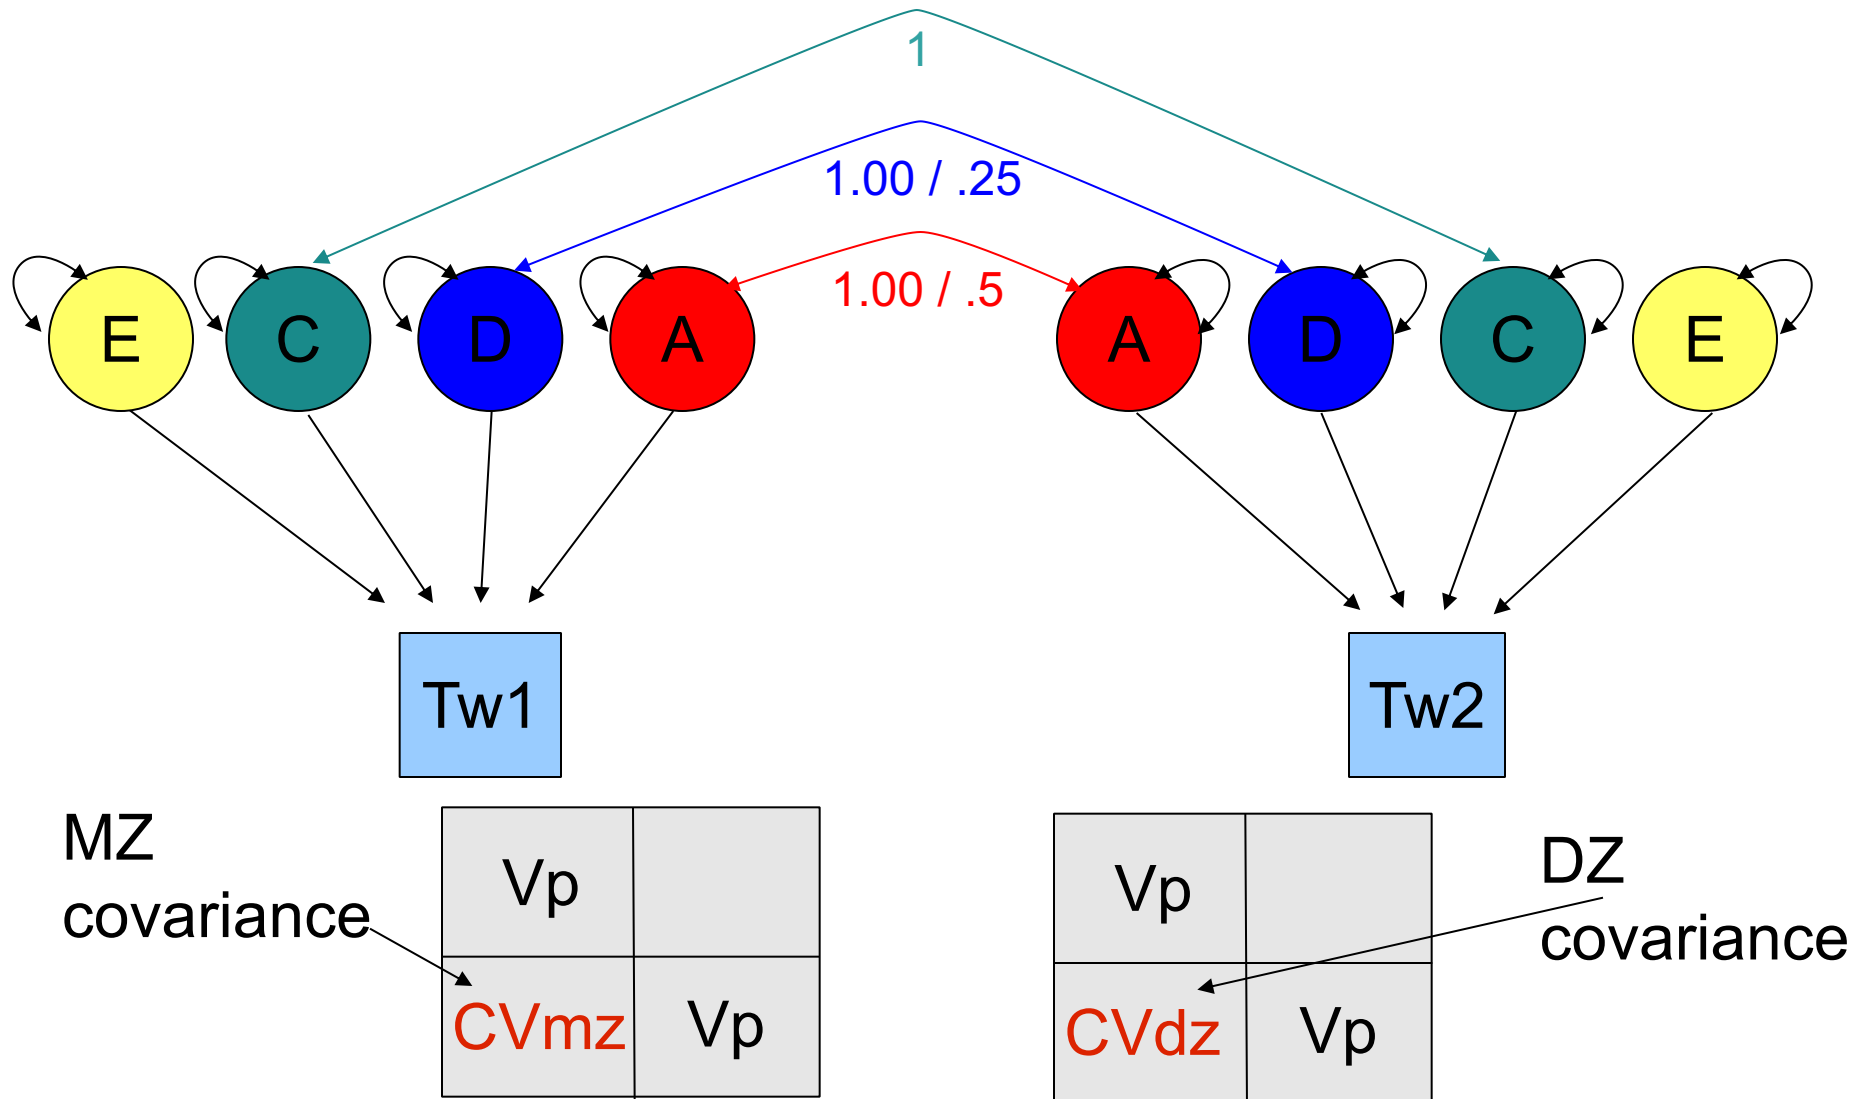 1
1.00 / .25
1.00 / .5
E C D A A D C E
Tw1 Tw2
MZ
covariance
Vp
CVmz Vp
Vp
CVdz Vp
DZ
covariance